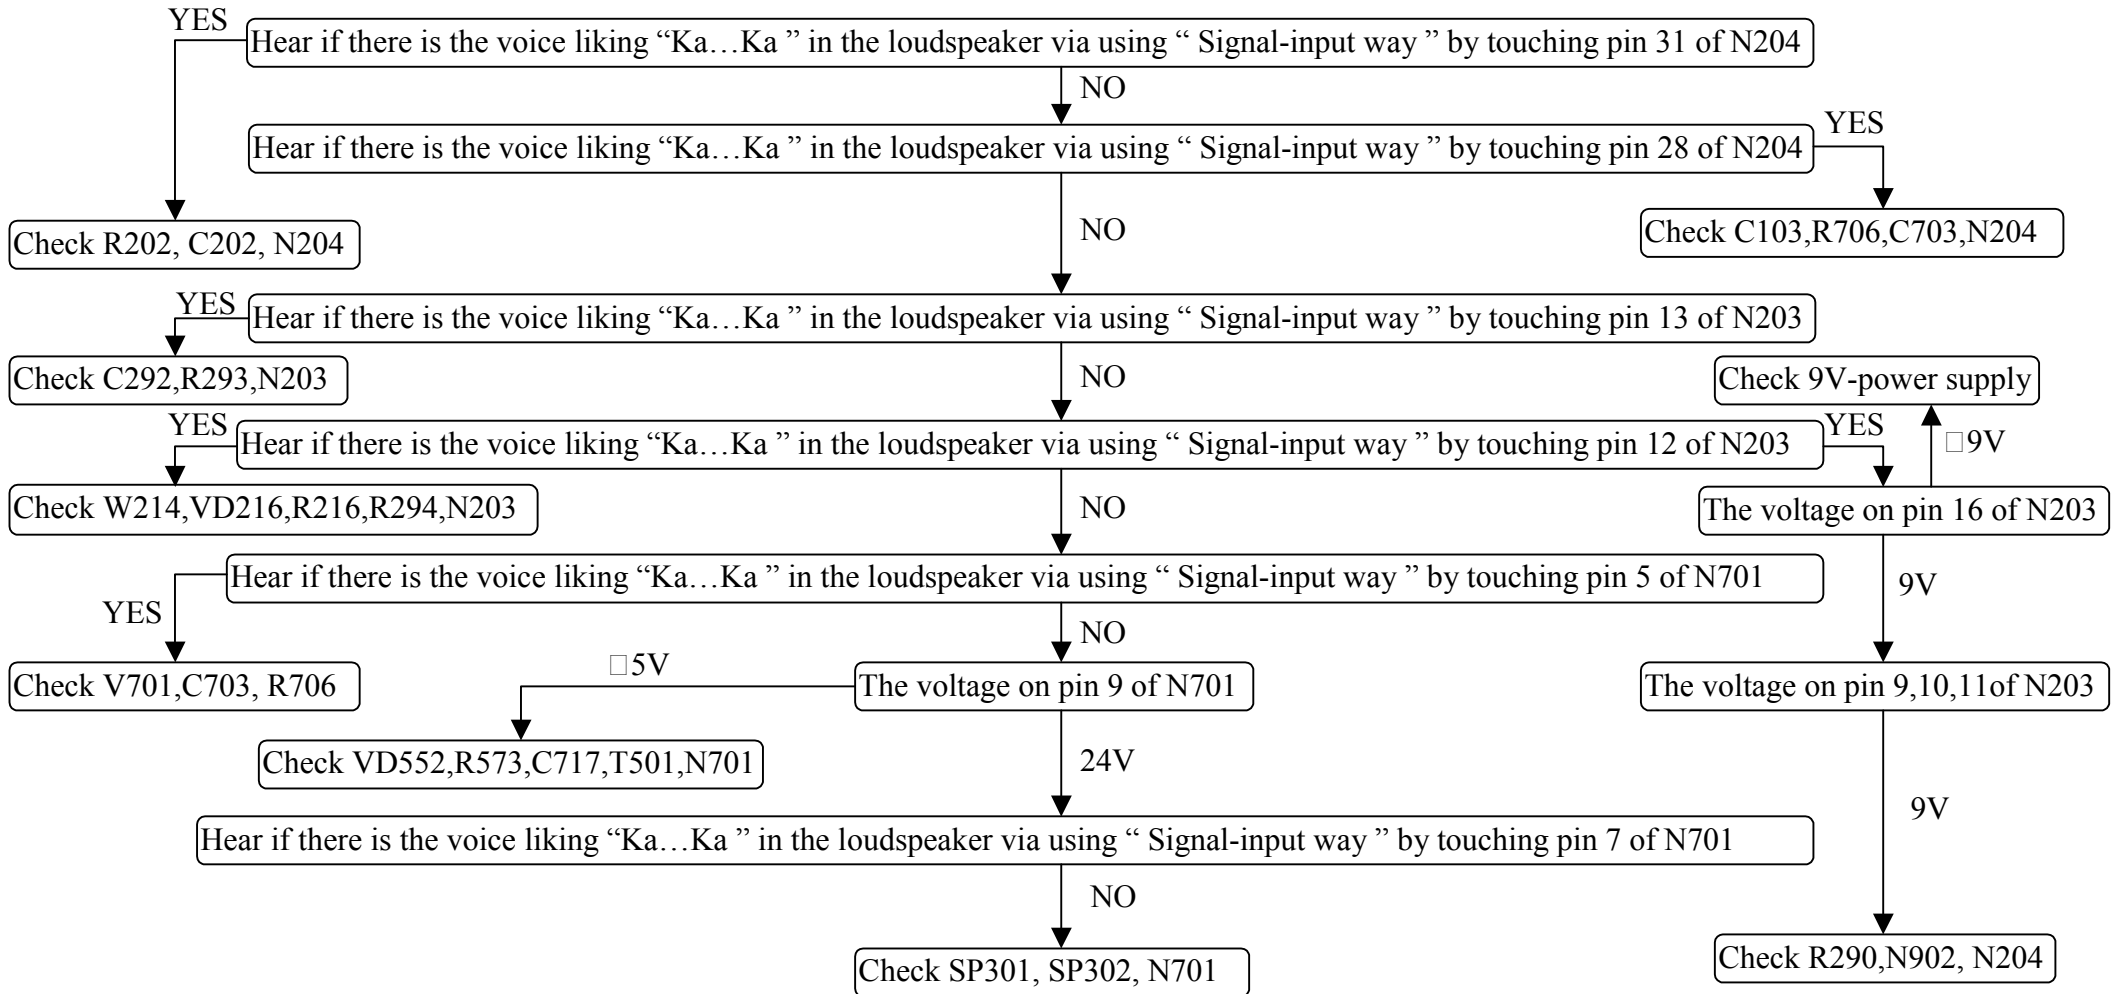 YES
Hear if there is the voice liking “Ka…Ka ” in the loudspeaker via using “ Signal-input way ” by touching pin 31 of N204
NO
YES
Hear if there is the voice liking “Ka…Ka ” in the loudspeaker via using “ Signal-input way ” by touching pin 28 of N204
Check R202, C202, N204
NO
Check C103,R706,C703,N204
YES
Hear if there is the voice liking “Ka…Ka ” in the loudspeaker via using “ Signal-input way ” by touching pin 13 of N203
Check C292,R293,N203
NO
Check 9V-power supply
YES
Hear if there is the voice liking “Ka…Ka ” in the loudspeaker via using “ Signal-input way ” by touching pin 12 of N203
YES
□9V
Check W214,VD216,R216,R294,N203
NO
The voltage on pin 16 of N203
Hear if there is the voice liking “Ka…Ka ” in the loudspeaker via using “ Signal-input way ” by touching pin 5 of N701
9V
YES
NO
□5V
Check V701,C703, R706
The voltage on pin 9 of N701
The voltage on pin 9,10,11of N203
Check VD552,R573,C717,T501,N701
24V
9V
Hear if there is the voice liking “Ka…Ka ” in the loudspeaker via using “ Signal-input way ” by touching pin 7 of N701
NO
Check SP301, SP302, N701
Check R290,N902, N204